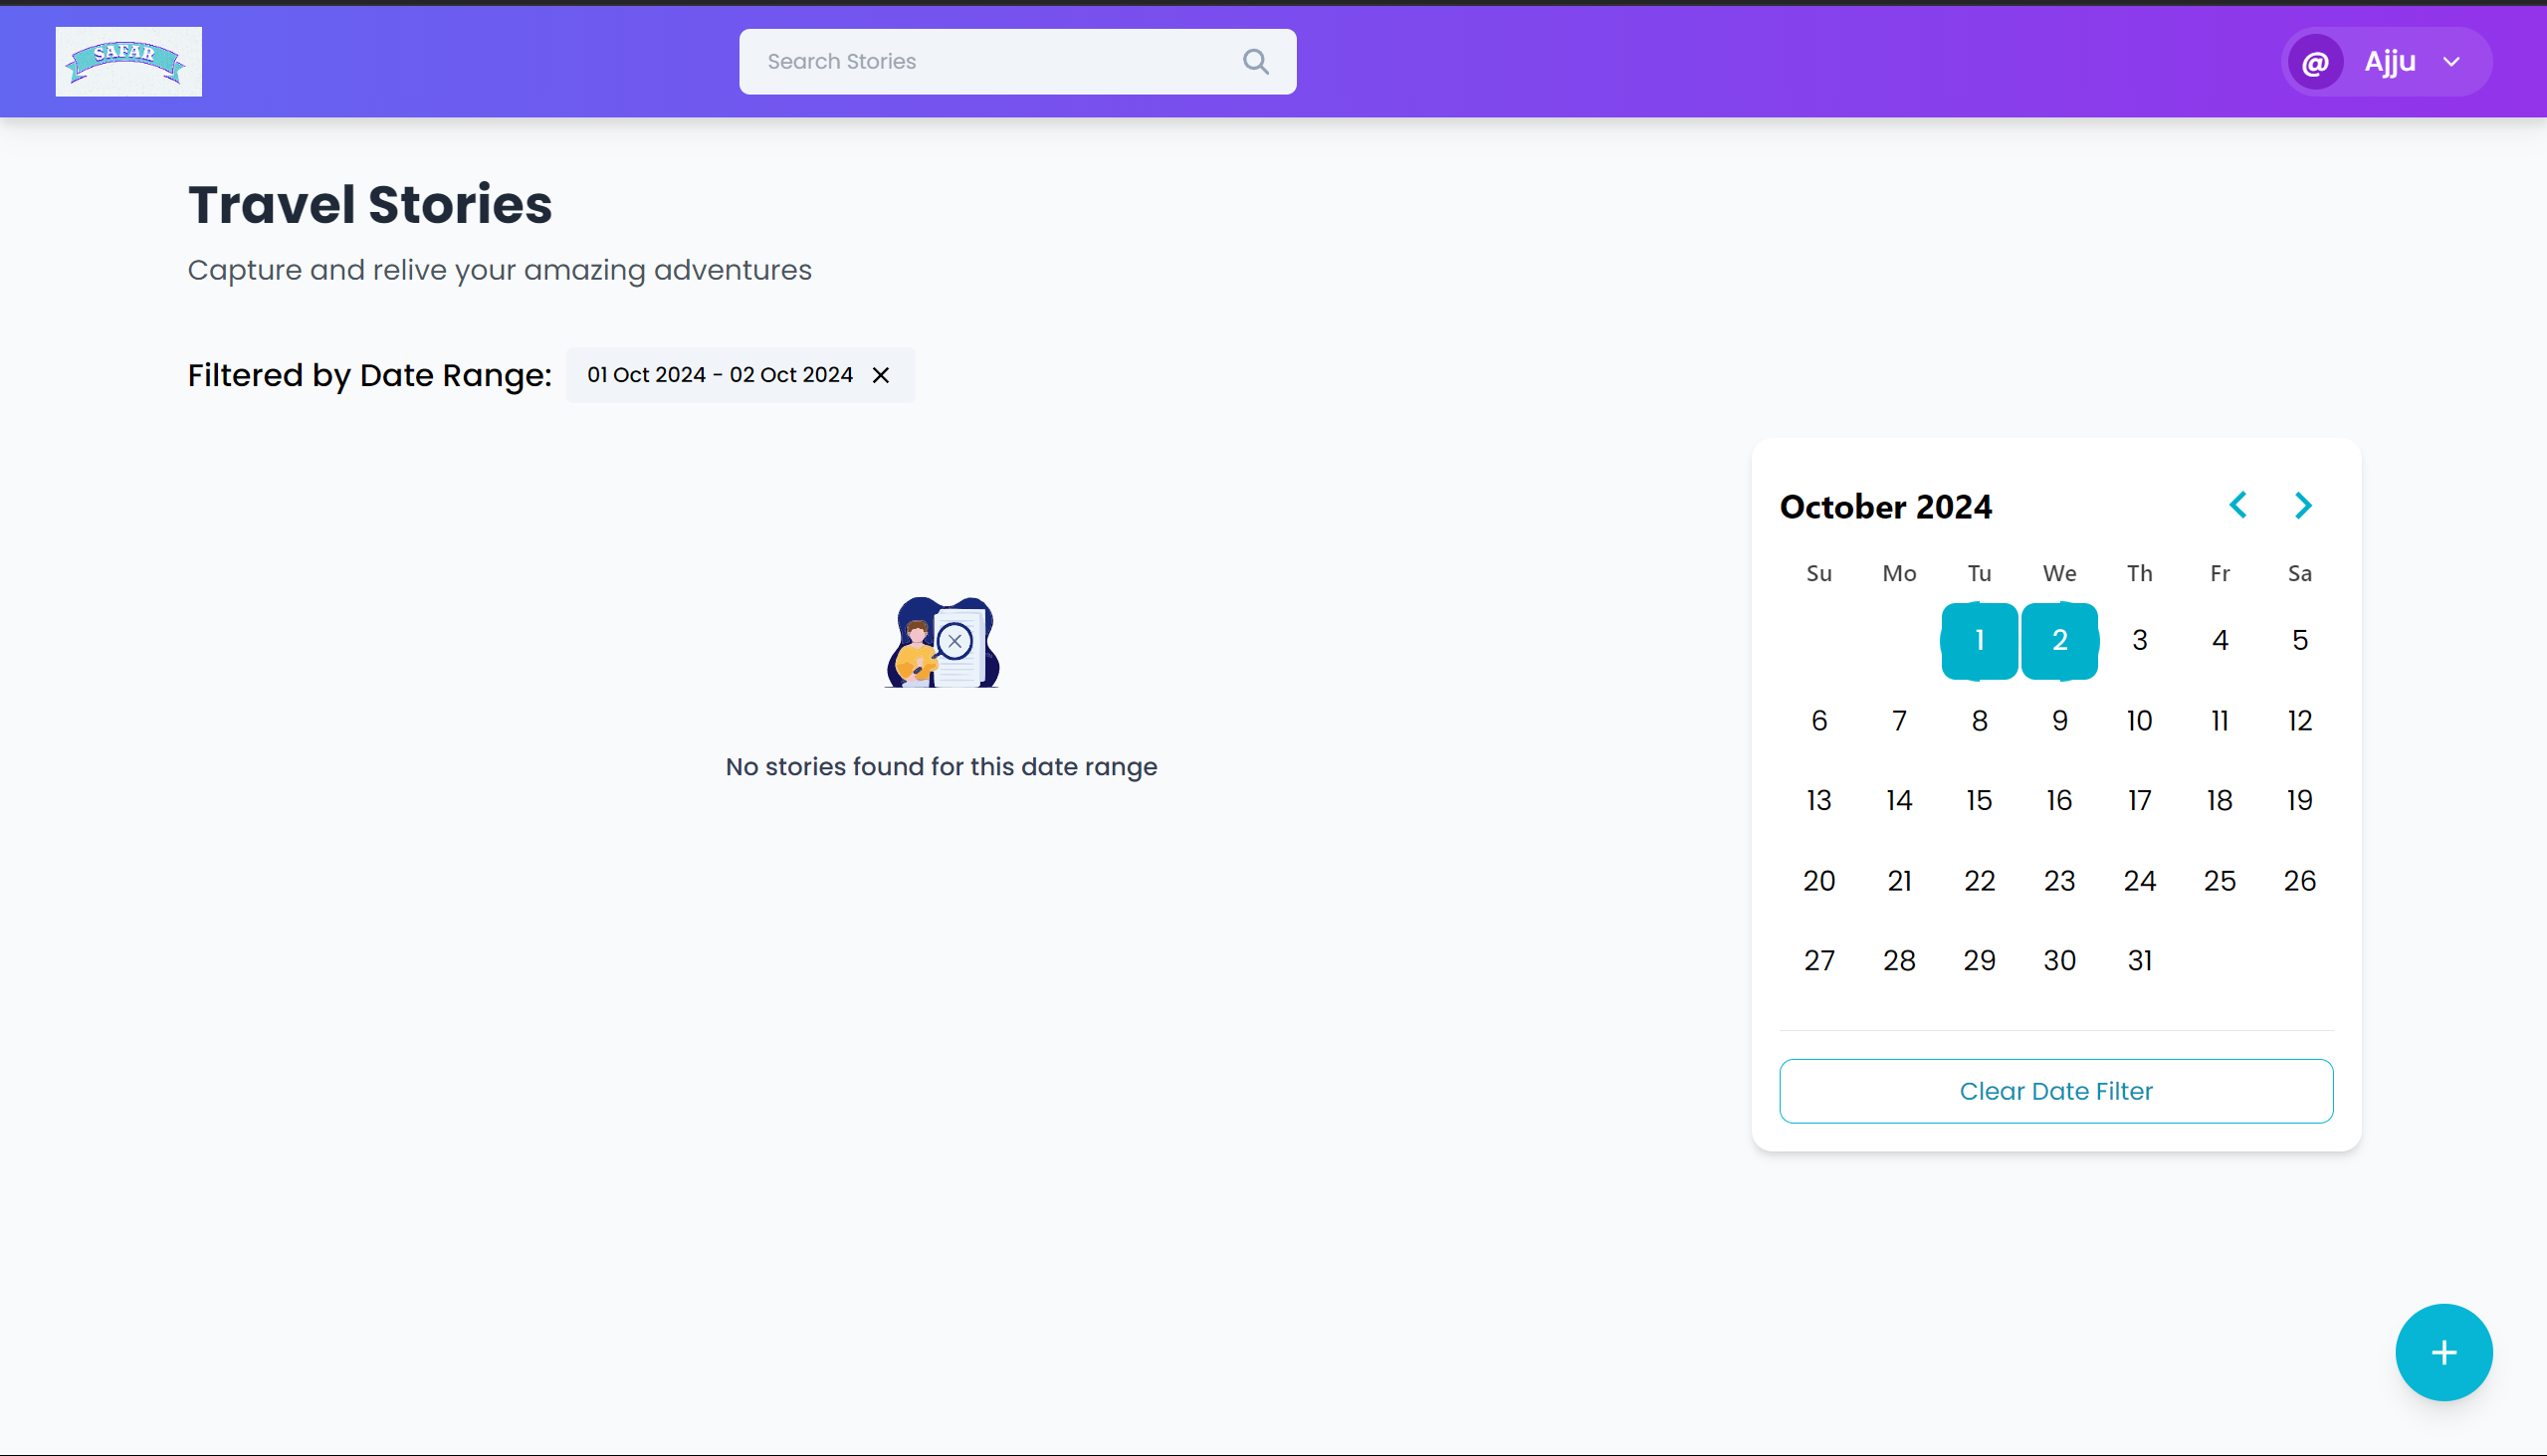 SAFAR
Search Stories
@ Ajju
Travel Stories
Capture and relive your amazing adventures
Filtered by Date Range: 01 Oct 2024 - 02 Oct 2024
No stories found for this date range
October 2024
Su Mo Tu We Th Fr Sa
1 2 3 4 5
6 7 8 9 10 11 12
13 14 15 16 17 18 19
20 21 22 23 24 25 26
27 28 29 30 31
Clear Date Filter
+